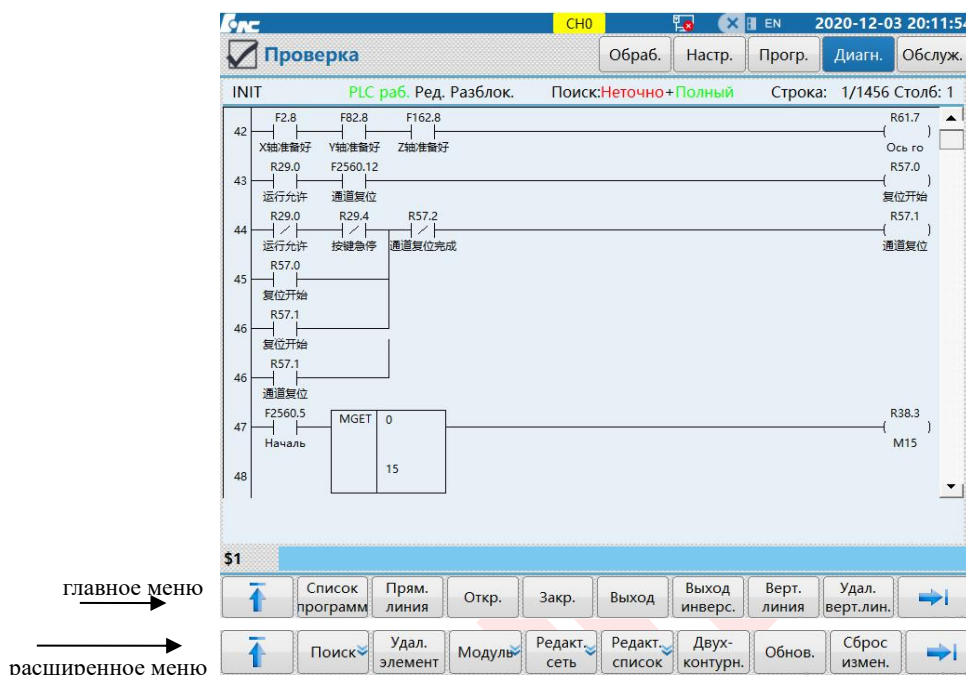 CH0 EN 2020-12-03 20:11:54
Проверка Обраб. Настр. Прогр. Диагн. Обслуж.
INIT PLC раб. Ред. Разблок. Поиск:Неточно+Полный Строка: 1/1456 Столб: 1
F2.8 F82.8 F162.8 R61.7
42
X轴准备好 Y轴准备好 Z轴准备好 Ось го
R29.0 F2560.12 R57.0
43
运行允许 通道复位 复位开始
R29.0 R29.4 R57.2 R57.1
44
运行允许 按键急停 通道复位完成 通道复位
R57.0
45
复位开始
R57.1
46
复位开始
R57.1
46
通道复位
F2560.5 MGET 0 R38.3
47
Началь M15
15
48
$1
главное меню
Список программ Прям. линия Откр. Закр. Выход Выход инверс. Верт. линия Удал. верт.лин.
расширенное меню
Поиск Удал. элемент Модуль Редакт. сеть Редакт. список Двух-контурн. Обнов. Сброс измен.